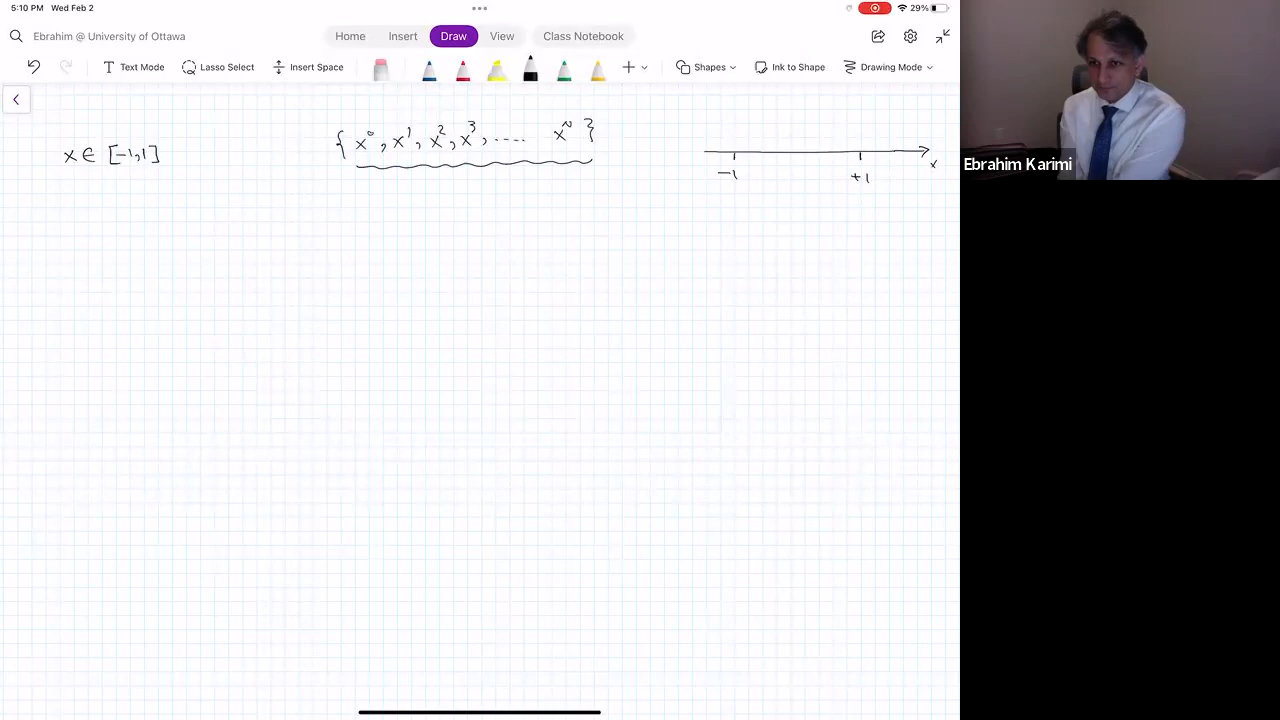 5:10 PM Wed Feb 2
29%
Ebrahim @ University of Ottawa
Home Insert Draw View Class Notebook
Text Mode Lasso Select Insert Space Shapes Ink to Shape Drawing Mode
x ∈ [-1,1]
{ x⁰, x¹, x², x³, ..... xᴺ }
-1 +1 x
Ebrahim Karimi